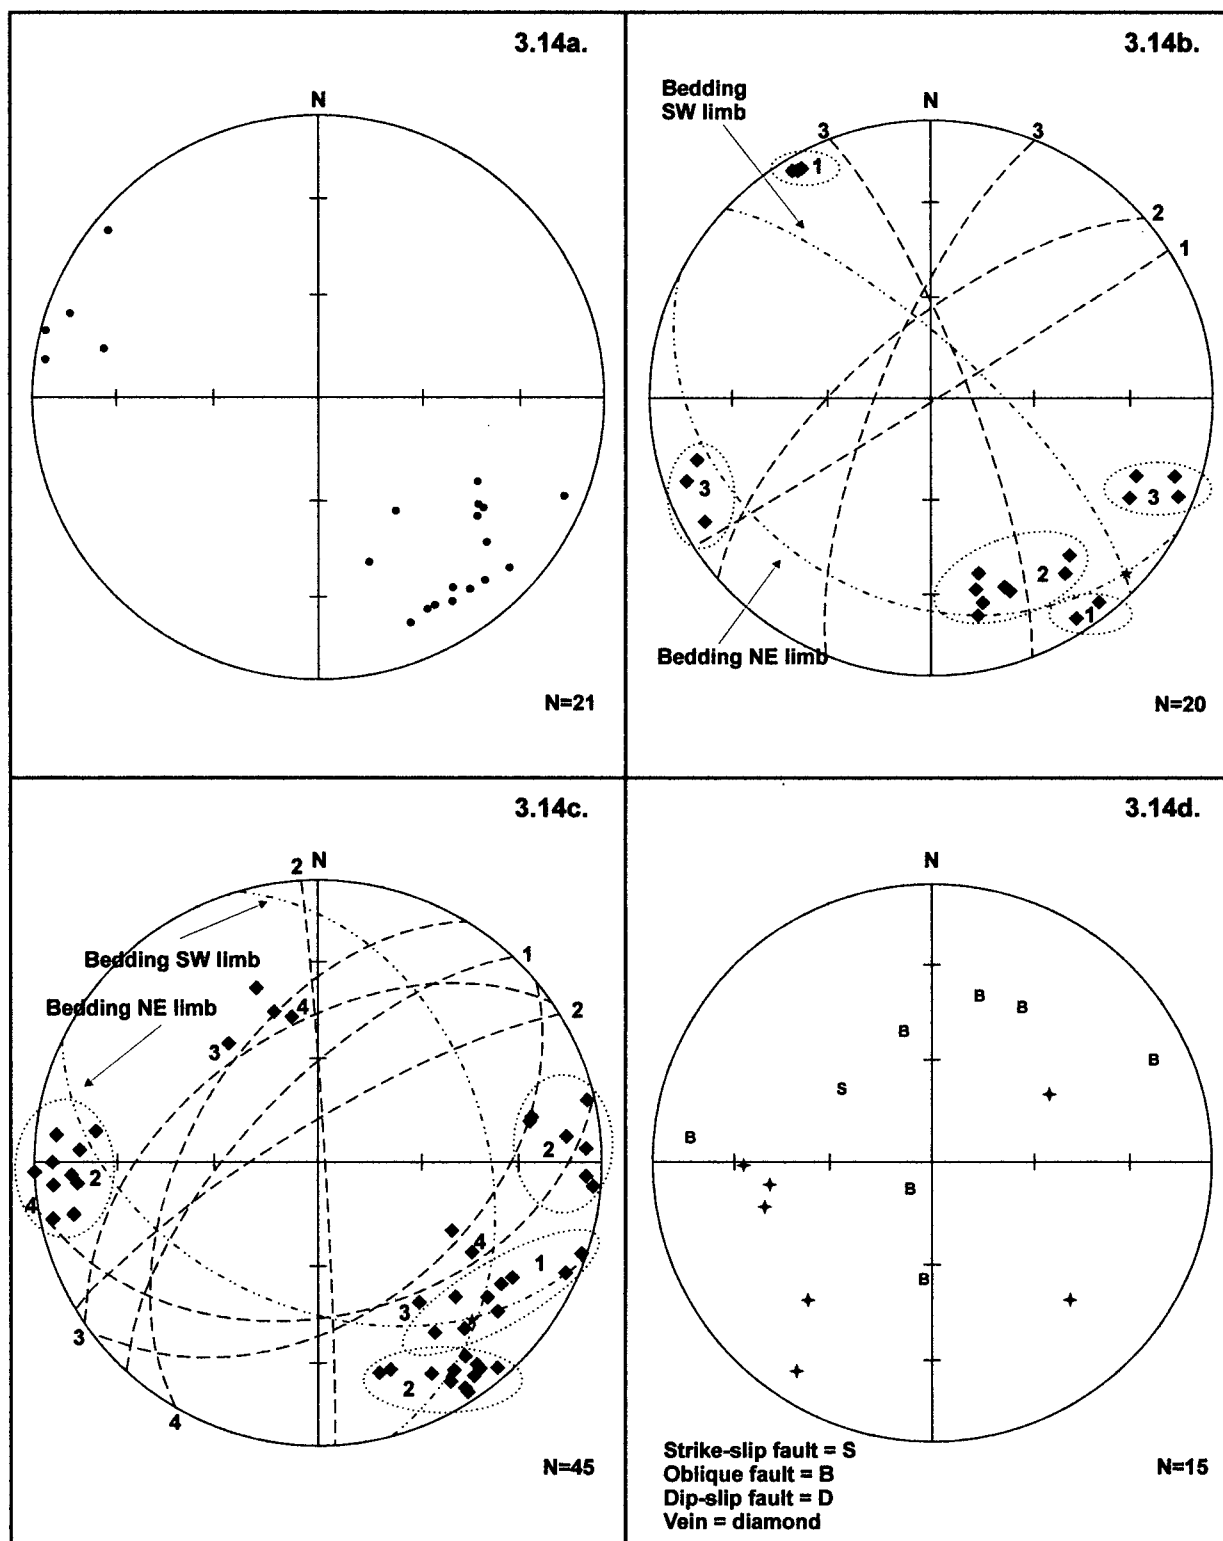 3.14a.
N
N=21
3.14b.
Bedding
SW limb
N
3
3
1
2
1
3
3
2
1
Bedding NE limb
N=20
3.14c.
2
N
Bedding SW limb
1
Bedding NE limb
4
2
3
2
2
4
4
1
3
3
2
4
N=45
3.14d.
N
B
B
B
B
S
B
B
B
Strike-slip fault = S
Oblique fault = B
Dip-slip fault = D
Vein = diamond
N=15